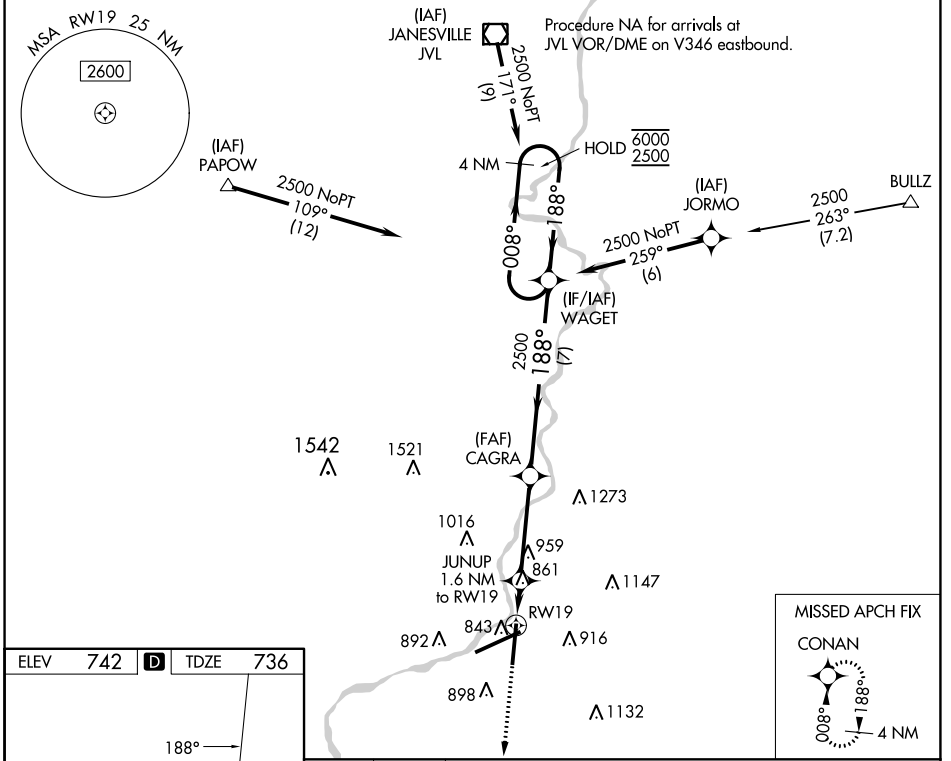 MSA RW19 25 NM
2600
(IAF)
JANESVILLE
JVL
Procedure NA for arrivals at
JVL VOR/DME on V346 eastbound.
2500 NoPT
171°
(9)
(IAF)
PAPOW
2500 NoPT
109°
(12)
4 NM
HOLD 6000
2500
008°
188°
(IAF)
JORMO
BULLZ
2500
263°
(7.2)
2500 NoPT
259°
(6)
(IF/IAF)
WAGET
2500
188°
(7)
1542
1521
(FAF)
CAGRA
1273
1016
959
JUNUP
1.6 NM
to RW19
861
1147
RW19
843
892
916
898
1132
MISSED APCH FIX
CONAN
008°
188°
4 NM
ELEV 742 D TDZE 736
188°